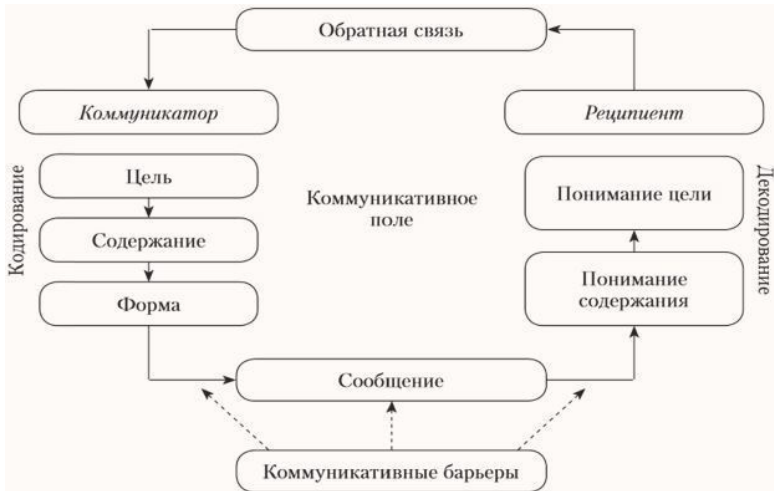 Обратная связь
Коммуникатор
Реципиент
Кодирование
Цель
Содержание
Форма
Коммуникативное
поле
Понимание цели
Понимание
содержания
Декодирование
Сообщение
Коммуникативные барьеры